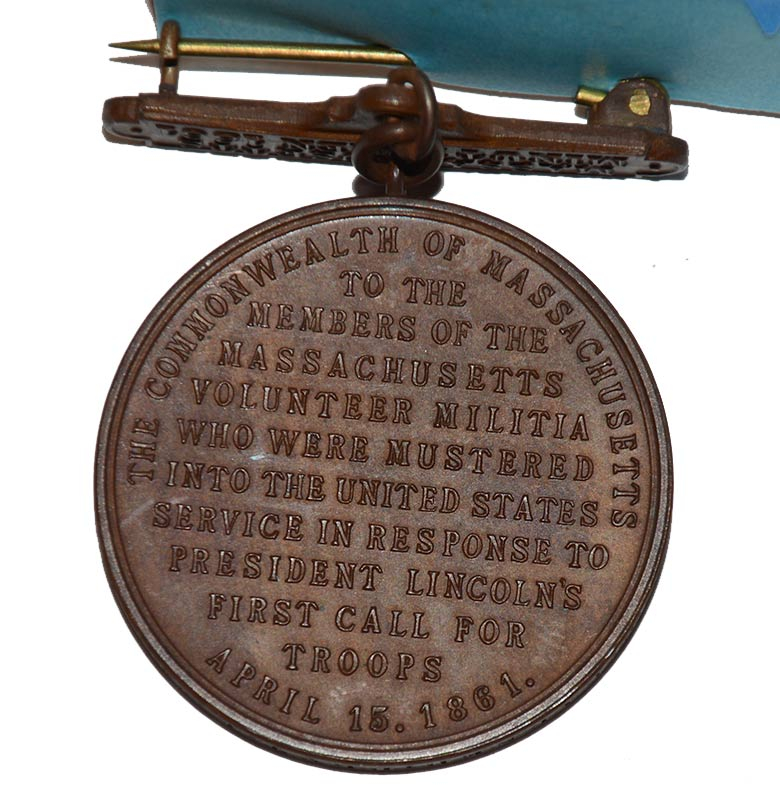 THE COMMONWEALTH OF MASSACHUSETTS
TO THE
MEMBERS OF THE
MASSACHUSETTS
VOLUNTEER MILITIA
WHO WERE MUSTERED
INTO THE UNITED STATES
SERVICE IN RESPONSE TO
PRESIDENT LINCOLN'S
FIRST CALL FOR
TROOPS
APRIL 15. 1861.